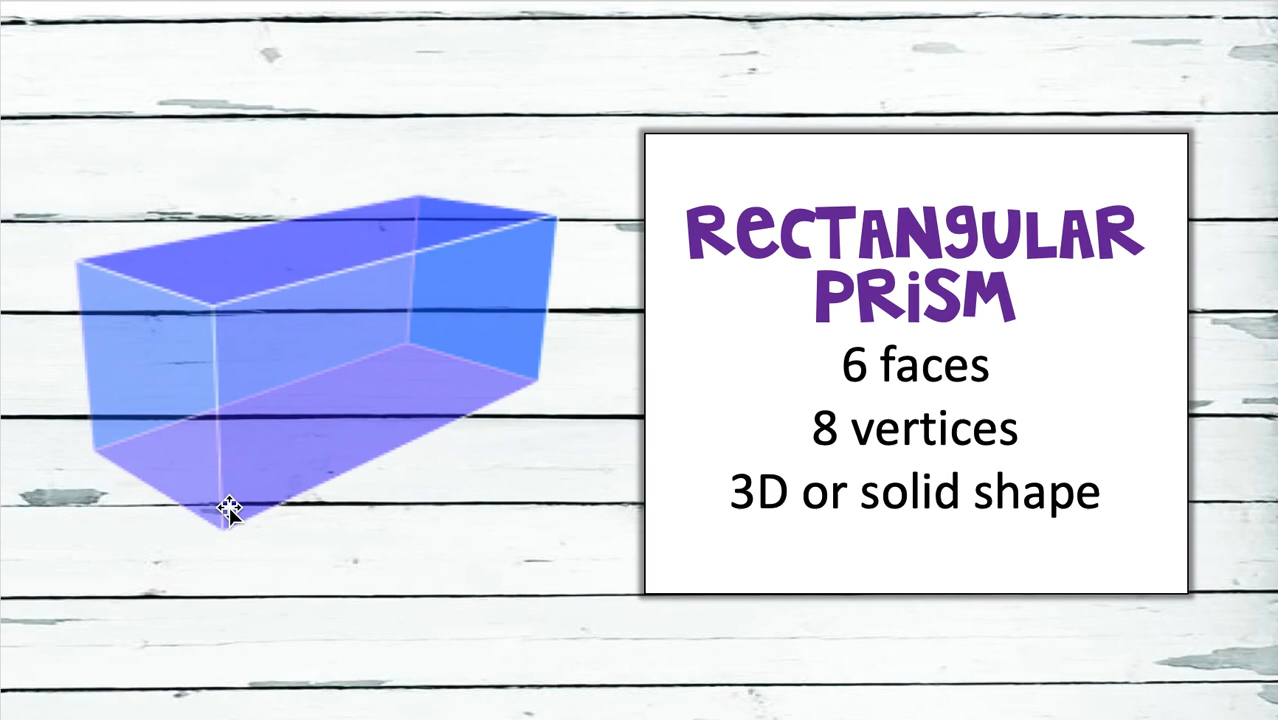 RECTANGULAR
PRiSM
6 faces
8 vertices
3D or solid shape